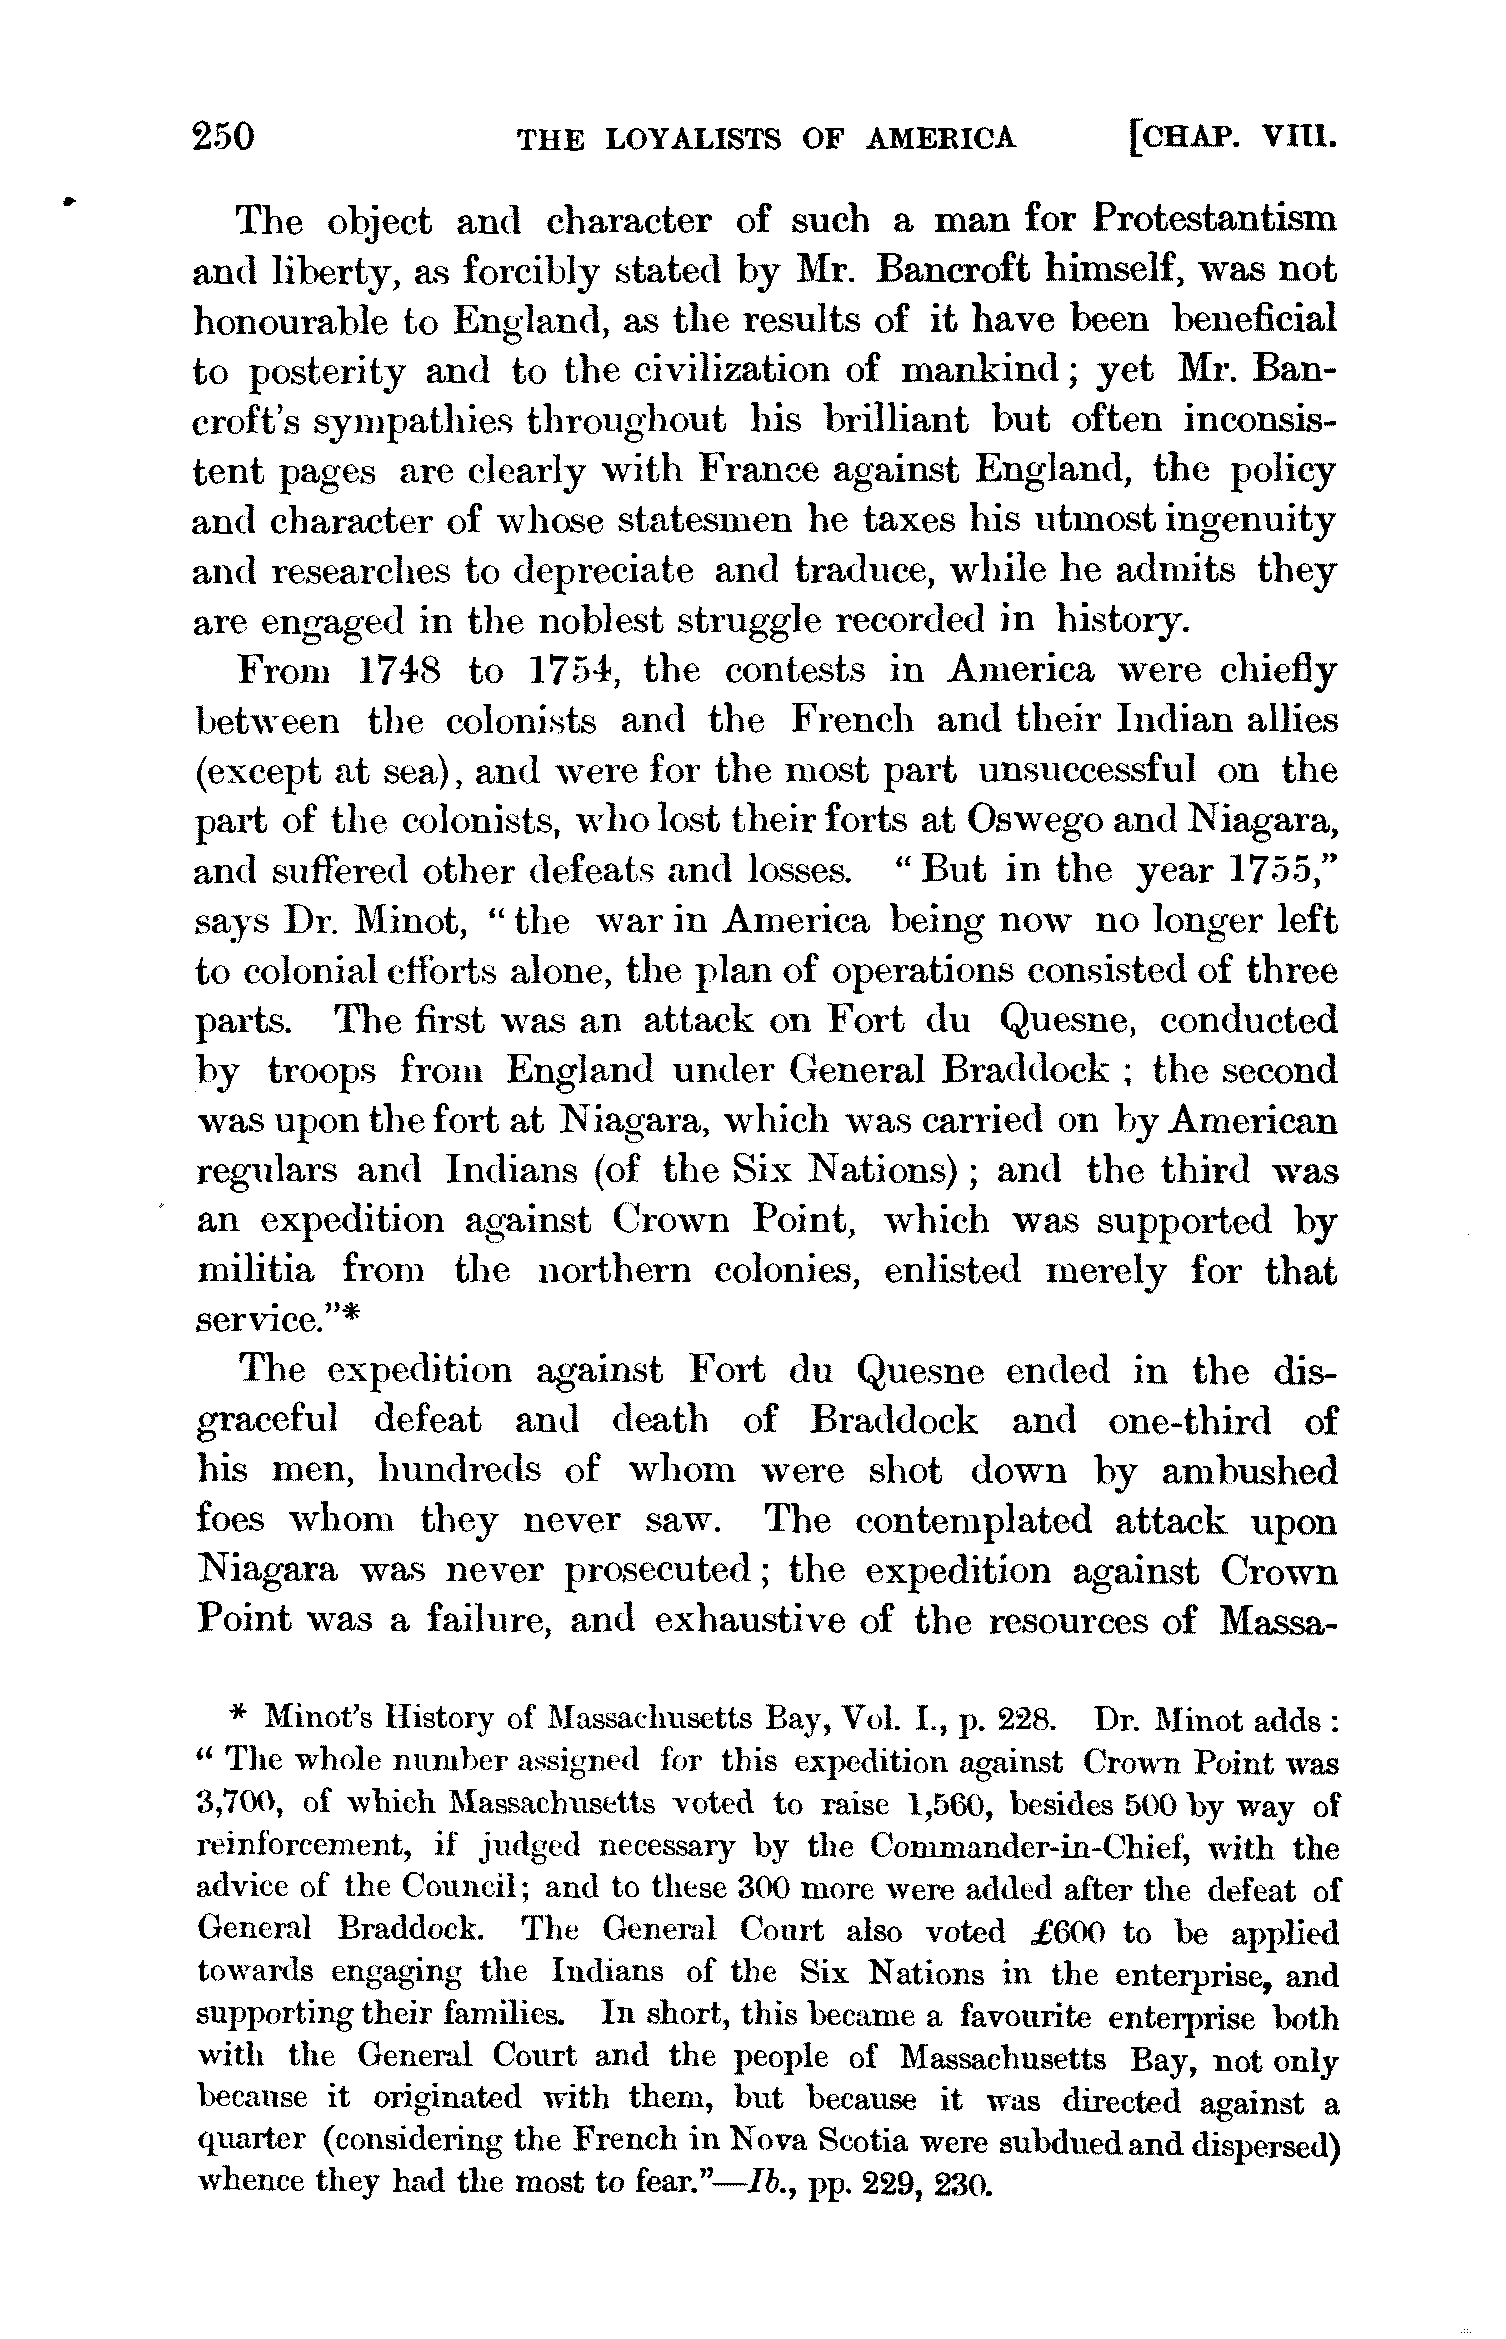 250 THE LOYALISTS OF AMERICA [CHAP. VIII.
The object and character of such a man for Protestantism
and liberty, as forcibly stated by Mr. Bancroft himself, was not
honourable to England, as the results of it have been beneficial
to posterity and to the civilization of mankind; yet Mr. Ban-
croft's sympathies throughout his brilliant but often inconsis-
tent pages are clearly with France against England, the policy
and character of whose statesmen he taxes his utmost ingenuity
and researches to depreciate and traduce, while he admits they
are engaged in the noblest struggle recorded in history.
From 1748 to 1754, the contests in America were chiefly
between the colonists and the French and their Indian allies
(except at sea), and were for the most part unsuccessful on the
part of the colonists, who lost their forts at Oswego and Niagara,
and suffered other defeats and losses. "But in the year 1755,"
says Dr. Minot, "the war in America being now no longer left
to colonial efforts alone, the plan of operations consisted of three
parts. The first was an attack on Fort du Quesne, conducted
by troops from England under General Braddock; the second
was upon the fort at Niagara, which was carried on by American
regulars and Indians (of the Six Nations); and the third was
an expedition against Crown Point, which was supported by
militia from the northern colonies, enlisted merely for that
service."*
The expedition against Fort du Quesne ended in the dis-
graceful defeat and death of Braddock and one-third of
his men, hundreds of whom were shot down by ambushed
foes whom they never saw. The contemplated attack upon
Niagara was never prosecuted; the expedition against Crown
Point was a failure, and exhaustive of the resources of Massa-
* Minot's History of Massachusetts Bay, Vol. I., p. 228. Dr. Minot adds:
"The whole number assigned for this expedition against Crown Point was
3,700, of which Massachusetts voted to raise 1,560, besides 500 by way of
reinforcement, if judged necessary by the Commander-in-Chief, with the
advice of the Council; and to these 300 more were added after the defeat of
General Braddock. The General Court also voted £600 to be applied
towards engaging the Indians of the Six Nations in the enterprise, and
supporting their families. In short, this became a favourite enterprise both
with the General Court and the people of Massachusetts Bay, not only
because it originated with them, but because it was directed against a
quarter (considering the French in Nova Scotia were subdued and dispersed)
whence they had the most to fear."—Ib., pp. 229, 230.